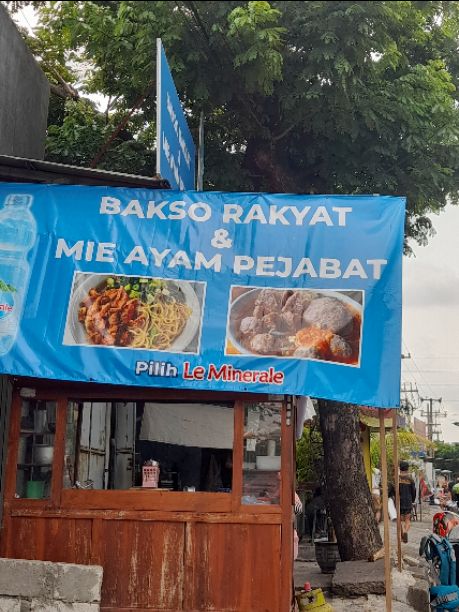 BAKSO RAKYAT
&
MIE AYAM PEJABAT
Pilih Le Minerale